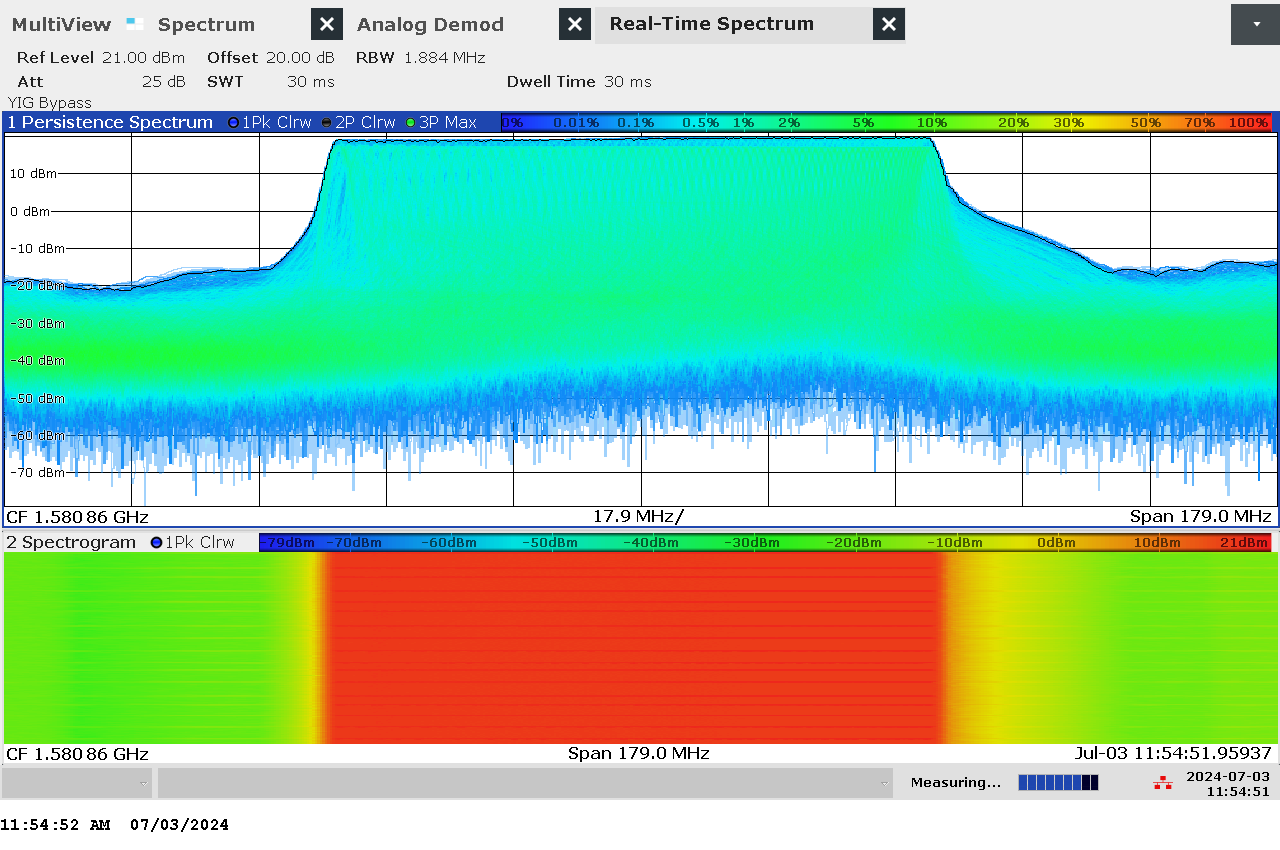 MultiView Spectrum Analog Demod Real-Time Spectrum
Ref Level 21.00 dBm Offset 20.00 dB RBW 1.884 MHz
Att 25 dB SWT 30 ms Dwell Time 30 ms
YIG Bypass
1 Persistence Spectrum 1Pk Clrw 2P Clrw 3P Max 0% 0.01% 0.1% 0.5% 1% 2% 5% 10% 20% 30% 50% 70% 100%
10 dBm
0 dBm
-10 dBm
-20 dBm
-30 dBm
-40 dBm
-50 dBm
-60 dBm
-70 dBm
CF 1.58086 GHz 17.9 MHz/ Span 179.0 MHz
2 Spectrogram 1Pk Clrw -79dBm -70dBm -60dBm -50dBm -40dBm -30dBm -20dBm -10dBm 0dBm 10dBm 21dBm
CF 1.58086 GHz Span 179.0 MHz Jul-03 11:54:51.95937
Measuring... 2024-07-03
11:54:51
11:54:52 AM 07/03/2024